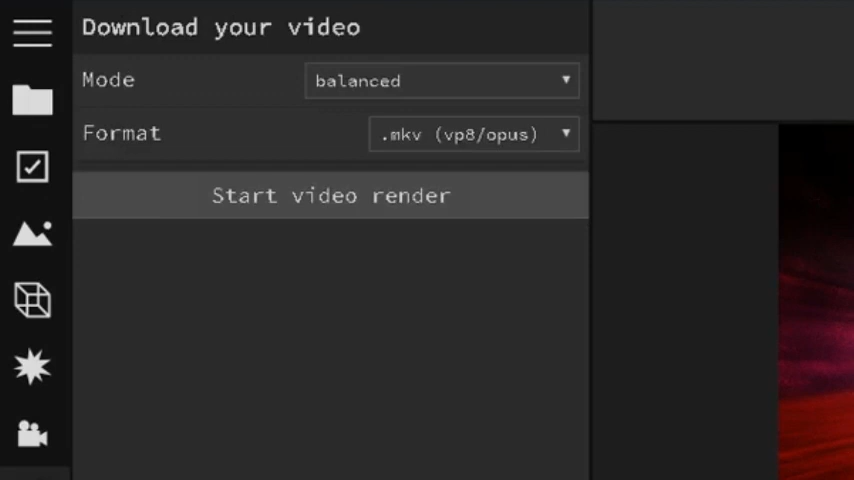 Download your video
Mode
balanced
Format
.mkv (vp8/opus)
Start video render